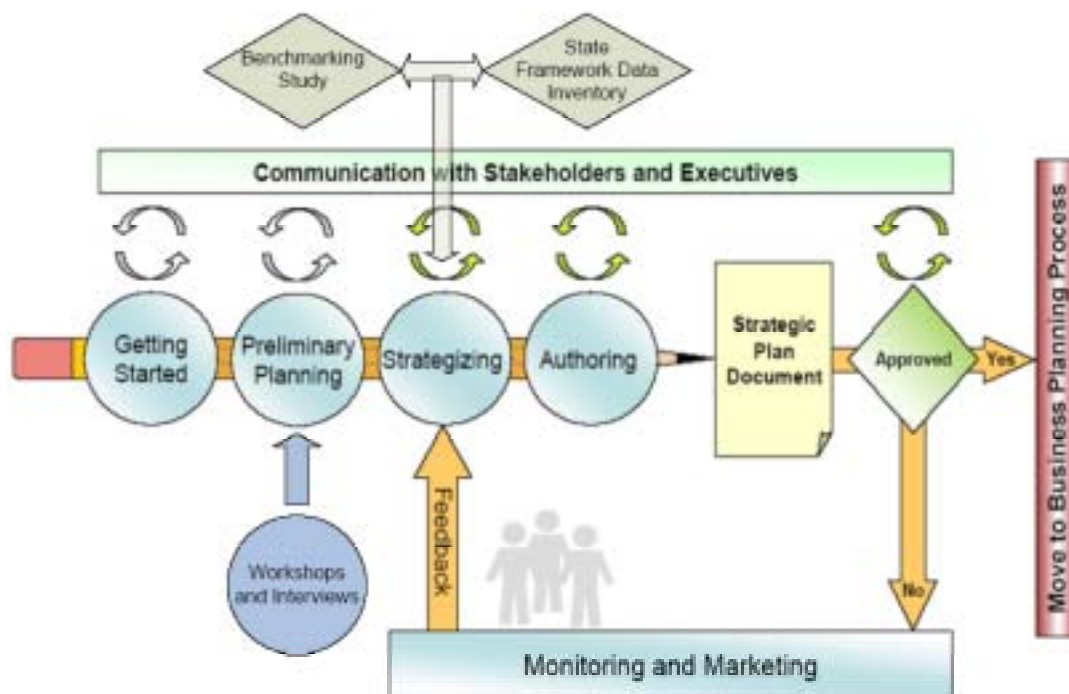 Benchmarking
Study
State
Framework Data
Inventory
Communication with Stakeholders and Executives
Getting
Started
Preliminary
Planning
Strategizing
Authoring
Strategic
Plan
Document
Approved
Yes
Move to Business Planning Process
Workshops
and Interviews
Feedback
No
Monitoring and Marketing